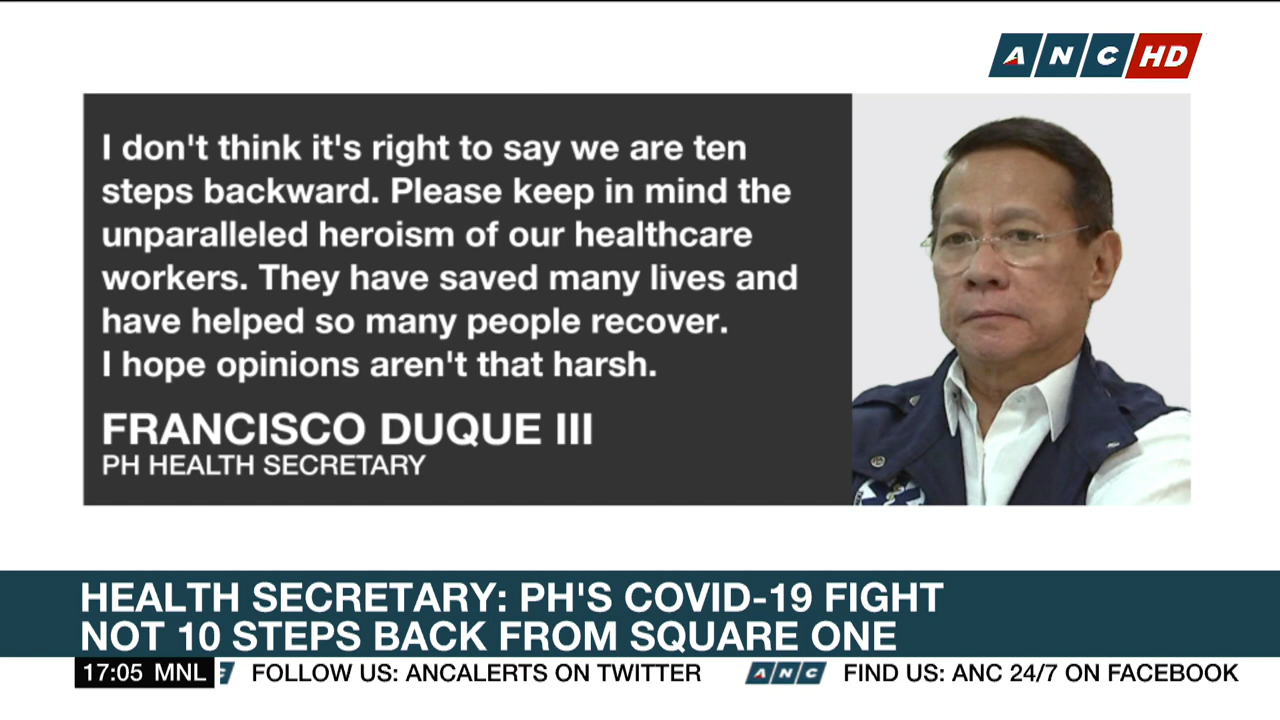 ANC HD
I don't think it's right to say we are ten
steps backward. Please keep in mind the
unparalleled heroism of our healthcare
workers. They have saved many lives and
have helped so many people recover.
I hope opinions aren't that harsh.
FRANCISCO DUQUE III
PH HEALTH SECRETARY
HEALTH SECRETARY: PH'S COVID-19 FIGHT
NOT 10 STEPS BACK FROM SQUARE ONE
17:05 MNL FOLLOW US: ANCALERTS ON TWITTER ANC FIND US: ANC 24/7 ON FACEBOOK